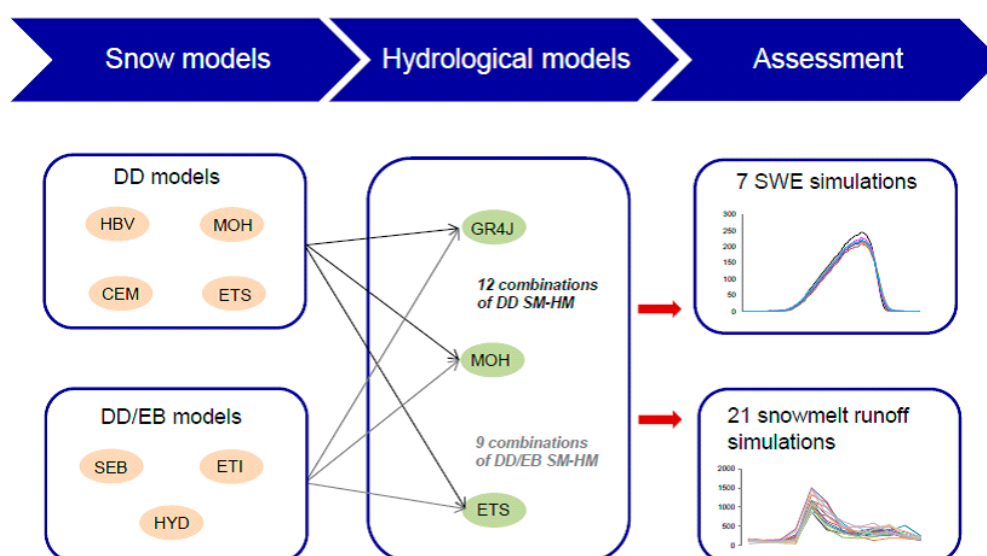 Snow models
Hydrological models
Assessment
DD models
HBV
MOH
CEM
ETS
DD/EB models
SEB
ETI
HYD
GR4J
12 combinations
of DD SM-HM
MOH
9 combinations
of DD/EB SM-HM
ETS
7 SWE simulations
300
250
200
150
100
50
0
21 snowmelt runoff
simulations
2000
1500
1000
500
0